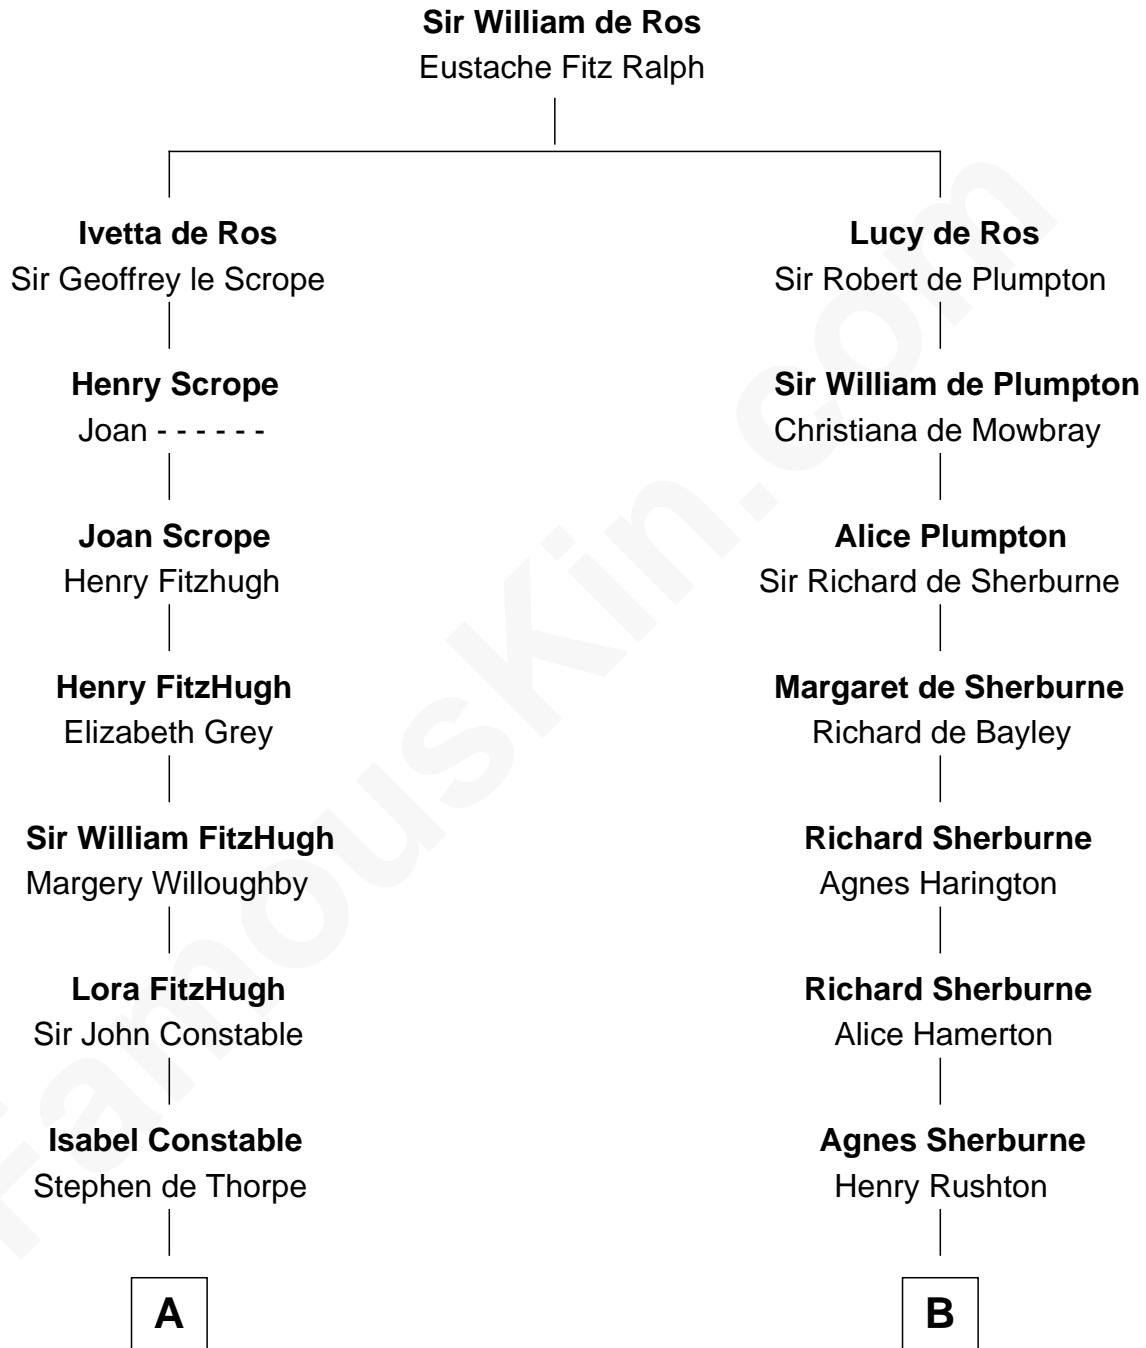 Sir William de Ros
Eustache Fitz Ralph
Ivetta de Ros
Sir Geoffrey le Scrope
Lucy de Ros
Sir Robert de Plumpton
Henry Scrope
Joan - - - - - -
Sir William de Plumpton
Christiana de Mowbray
Joan Scrope
Henry Fitzhugh
Alice Plumpton
Sir Richard de Sherburne
Henry FitzHugh
Elizabeth Grey
Margaret de Sherburne
Richard de Bayley
Sir William FitzHugh
Margery Willoughby
Richard Sherburne
Agnes Harington
Lora FitzHugh
Sir John Constable
Richard Sherburne
Alice Hamerton
Isabel Constable
Stephen de Thorpe
Agnes Sherburne
Henry Rushton
A
B
FamousKin.com